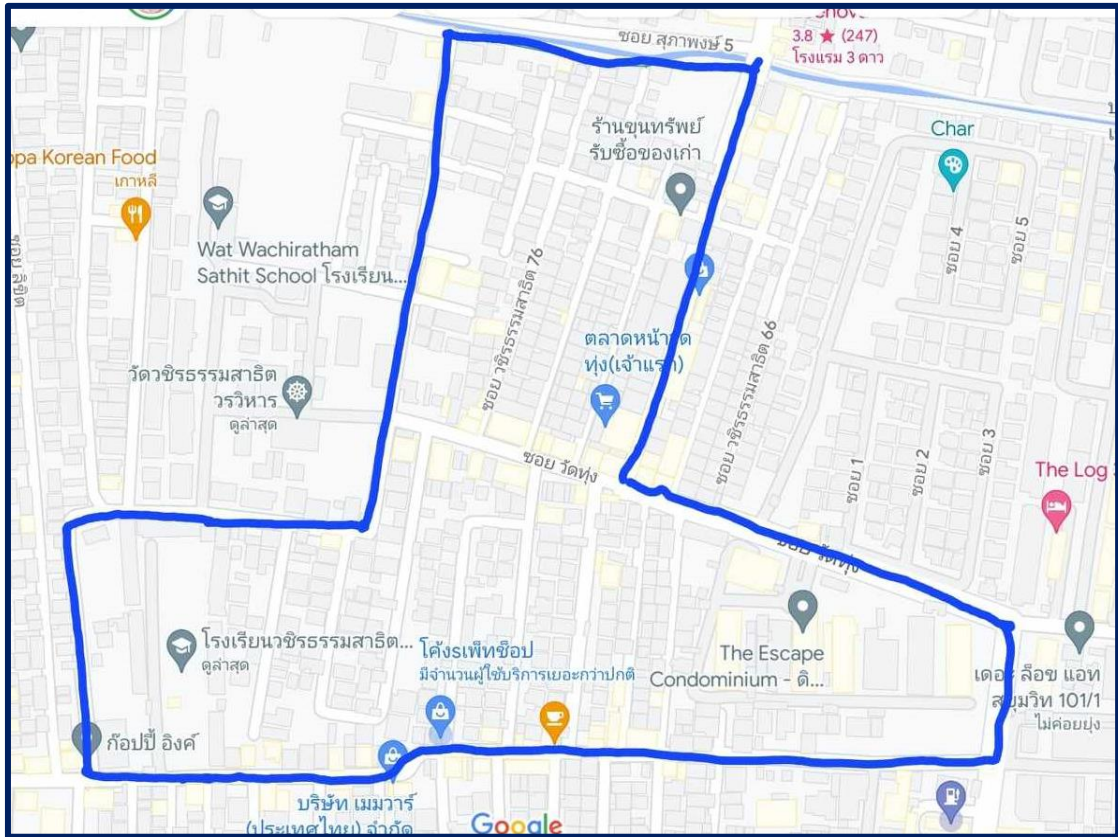 ซอย สุภาพงษ์ 5
3.8 ★ (247)
โรงแรม 3 ดาว
ร้านขุนทรัพย์
รับซื้อของเก่า
Char
Korean Food
เกาหลี
ซอย 4
ซอย 5
Wat Wachiratham
Sathit School โรงเรียน...
ซอย วชิรธรรมสาธิต 76
วัดวชิรธรรมสาธิต
วรวิหาร
ดูล่าสุด
ซอย วชิรธรรมสาธิต 66
ซอย วัดทุ่ง
ซอย 1
ซอย 2
ซอย 3
The Log
ซอย วัดทุ่ง
โรงเรียนวชิรธรรมสาธิต...
ดูล่าสุด
โค้งรเพ็ทช็อป
มีจำนวนผู้ใช้บริการเยอะกว่าปกติ
The Escape
Condominium - ดิ...
ล็อซ แอท
101/1
ไม่ค่อยยุ่ง
ก๊อปปี้ อิงค์
บริษัท เมมวาร์
(ประเทศไทย) จำกัด
Google